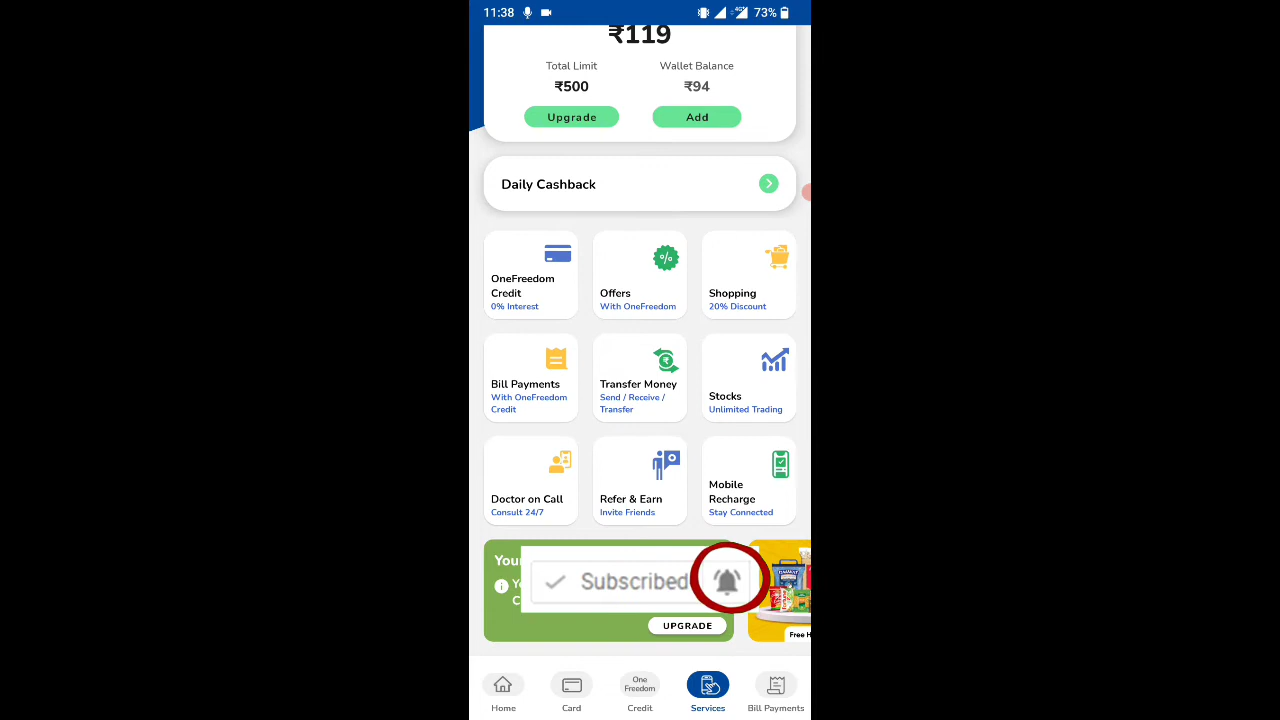 11:38 4G 73%
₹119
Total Limit Wallet Balance
₹500 ₹94
Upgrade Add
Daily Cashback
OneFreedom
Credit
0% Interest
Offers
With OneFreedom
Shopping
20% Discount
Bill Payments
With OneFreedom
Credit
Transfer Money
Send / Receive /
Transfer
Stocks
Unlimited Trading
Doctor on Call
Consult 24/7
Refer & Earn
Invite Friends
Mobile
Recharge
Stay Connected
Subscribed
UPGRADE
Home
Card
One
Freedom
Credit
Services
Bill Payments